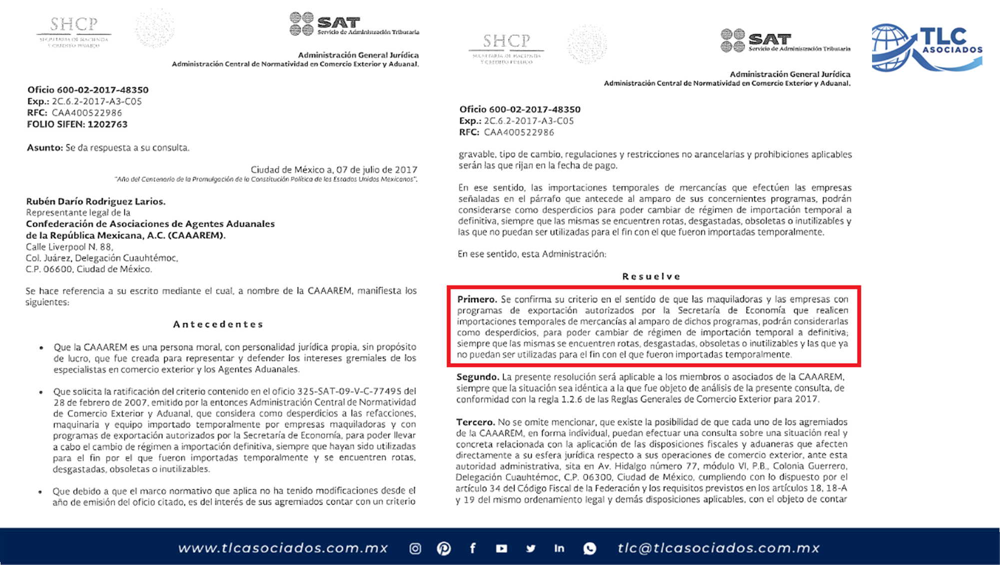 SHCP
SECRETARÍA DE HACIENDA
Y CRÉDITO PÚBLICO
SAT
Servicio de Administración Tributaria
Administración General Jurídica
Administración Central de Normatividad en Comercio Exterior y Aduanal.
Oficio 600-02-2017-48350
Exp.: 2C.6.2-2017-A3-C05
RFC: CAA400522986
FOLIO SIFEN: 1202763
Asunto: Se da respuesta a su consulta.
Ciudad de México a, 07 de julio de 2017
"Año del Centenario de la Promulgación de la Constitución Política de los Estados Unidos Mexicanos".
Rubén Darío Rodriguez Larios.
Representante legal de la
Confederación de Asociaciones de Agentes Aduanales
de la República Mexicana, A.C. (CAAAREM).
Calle Liverpool N. 88,
Col. Juárez, Delegación Cuauhtémoc,
C.P. 06600, Ciudad de México.
Se hace referencia a su escrito mediante el cual, a nombre de la CAAAREM, manifiesta los
siguientes:
Antecedentes
• Que la CAAAREM es una persona moral, con personalidad jurídica propia, sin propósito
de lucro, que fue creada para representar y defender los intereses gremiales de los
especialistas en comercio exterior y los Agentes Aduanales.
• Que solicita la ratificación del criterio contenido en el oficio 325-SAT-09-V-C-77495 del
28 de febrero de 2007, emitido por la entonces Administración Central de Normatividad
de Comercio Exterior y Aduanal, que considera como desperdicios a las refacciones,
maquinaria y equipo importado temporalmente por empresas maquiladoras y con
programas de exportación autorizados por la Secretaría de Economía, para poder llevar
a cabo el cambio de régimen a importación definitiva, siempre que hayan sido utilizadas
para el fin por el que fueron importadas temporalmente y se encuentren rotas,
desgastadas, obsoletas o inutilizables.
• Que debido a que el marco normativo que aplica no ha tenido modificaciones desde el
año de emisión del oficio citado, es del interés de sus agremiados contar con un criterio
SHCP
SECRETARÍA DE HACIENDA
Y CRÉDITO PÚBLICO
SAT
Servicio de Administración Tributaria
Administración General Jurídica
Administración Central de Normatividad en Comercio Exterior y Aduanal.
Oficio 600-02-2017-48350
Exp.: 2C.6.2-2017-A3-C05
RFC: CAA400522986
gravable, tipo de cambio, regulaciones y restricciones no arancelarias y prohibiciones aplicables
serán las que rijan en la fecha de pago.
En ese sentido, las importaciones temporales de mercancías que efectúen las empresas
señaladas en el párrafo que antecede al amparo de sus concernientes programas, podrán
considerarse como desperdicios para poder cambiar de régimen de importación temporal a
definitiva, siempre que las mismas se encuentren rotas, desgastadas, obsoletas o inutilizables y
las que no puedan ser utilizadas para el fin con el que fueron importadas temporalmente.
En ese sentido, esta Administración:
Resuelve
Primero. Se confirma su criterio en el sentido de que las maquiladoras y las empresas con
programas de exportación autorizados por la Secretaría de Economía que realicen
importaciones temporales de mercancías al amparo de dichos programas, podrán considerarlas
como desperdicios, para poder cambiar de régimen de importación temporal a definitiva;
siempre que las mismas se encuentren rotas, desgastadas, obsoletas o inutilizables y las que ya
no puedan ser utilizadas para el fin con el que fueron importadas temporalmente.
Segundo. La presente resolución será aplicable a los miembros o asociados de la CAAAREM,
siempre que la situación sea idéntica a la que fue objeto de análisis de la presente consulta, de
conformidad con la regla 1.2.6 de las Reglas Generales de Comercio Exterior para 2017.
Tercero. No se omite mencionar, que existe la posibilidad de que cada uno de los agremiados
de la CAAAREM, en forma individual, puedan efectuar una consulta sobre una situación real y
concreta relacionada con la aplicación de las disposiciones fiscales y aduaneras que afecten
directamente a su esfera jurídica respecto a sus operaciones de comercio exterior, ante esta
autoridad administrativa, sita en Av. Hidalgo número 77, módulo VI, P.B., Colonia Guerrero,
Delegación Cuauhtémoc, C.P. 06300, Ciudad de México, cumpliendo con lo dispuesto por el
artículo 34 del Código Fiscal de la Federación y los requisitos previstos en los artículos 18, 18-A
y 19 del mismo ordenamiento legal y demás disposiciones aplicables, con el objeto de contar
TLC
ASOCIADOS
www.tlcasociados.com.mx
tlc@tlcasociados.com.mx